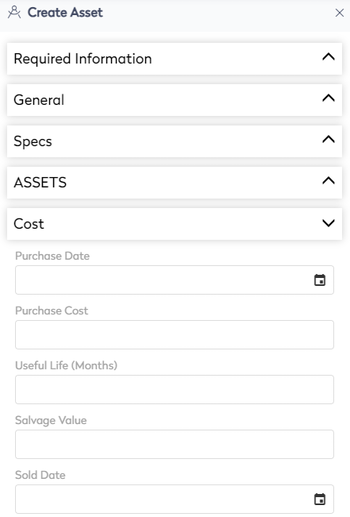 Create Asset
Required Information
General
Specs
ASSETS
Cost
Purchase Date
Purchase Cost
Useful Life (Months)
Salvage Value
Sold Date